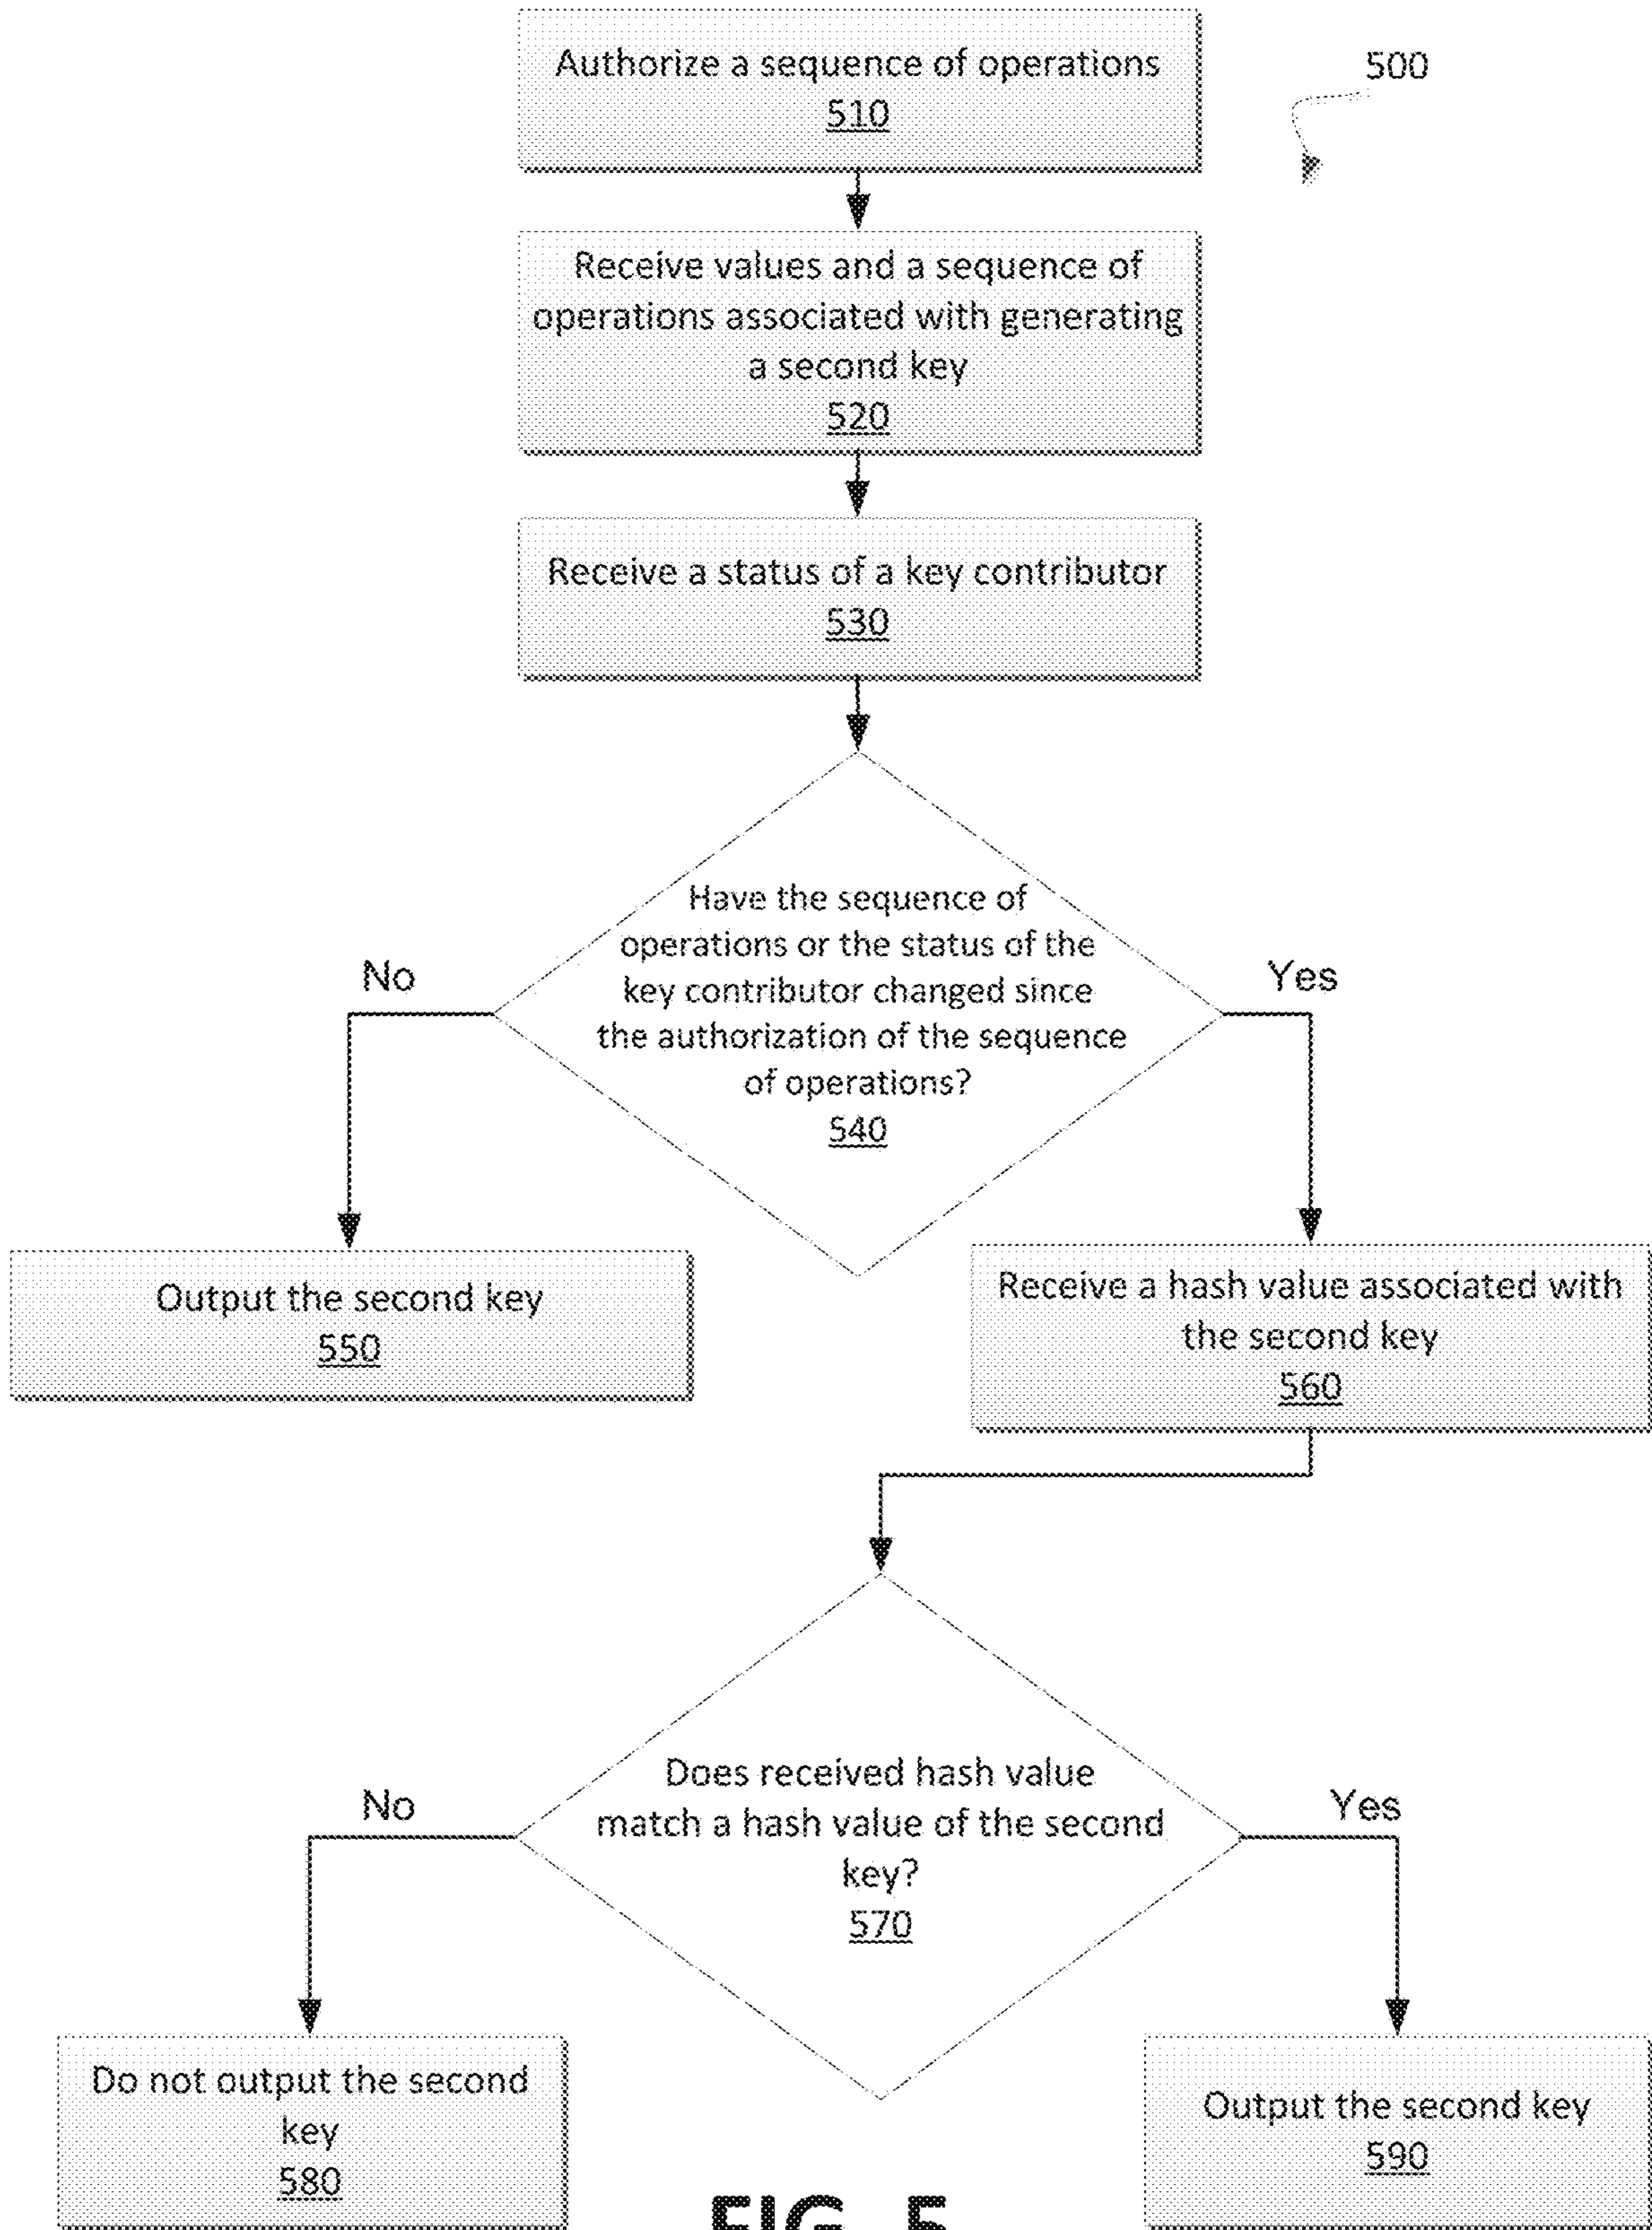 Authorize a sequence of operations
510
500
Receive values and a sequence of
operations associated with generating
a second key
520
Receive a status of a key contributor
530
Have the sequence of
operations or the status of the
key contributor changed since
the authorization of the sequence
of operations?
540
No
Yes
Output the second key
550
Receive a hash value associated with
the second key
560
Does received hash value
match a hash value of the second
key?
570
No
Yes
Do not output the second
key
580
Output the second key
590
FIG. 5